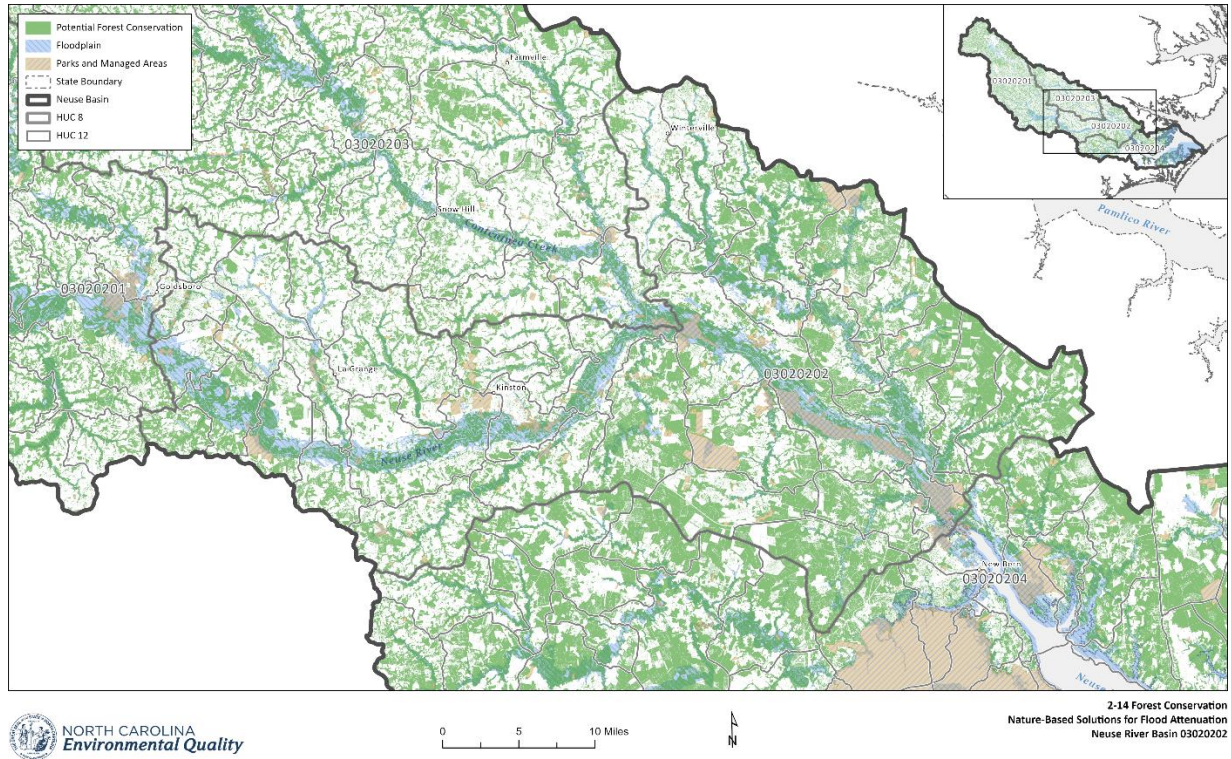 Potential Forest Conservation
Floodplain
Parks and Managed Areas
State Boundary
Neuse Basin
HUC 8
HUC 12
Farmville
03020201
03020203
03020202
03020204
Winterville
03020203
Snow Hill
Contentnea Creek
Pamlico River
03020201
Goldsboro
La Grange
Kinston
03020202
Neuse River
New Bern
03020204
Neuse
NORTH CAROLINA
Environmental Quality
0 5 10 Miles
N
2-14 Forest Conservation
Nature-Based Solutions for Flood Attenuation
Neuse River Basin 03020202